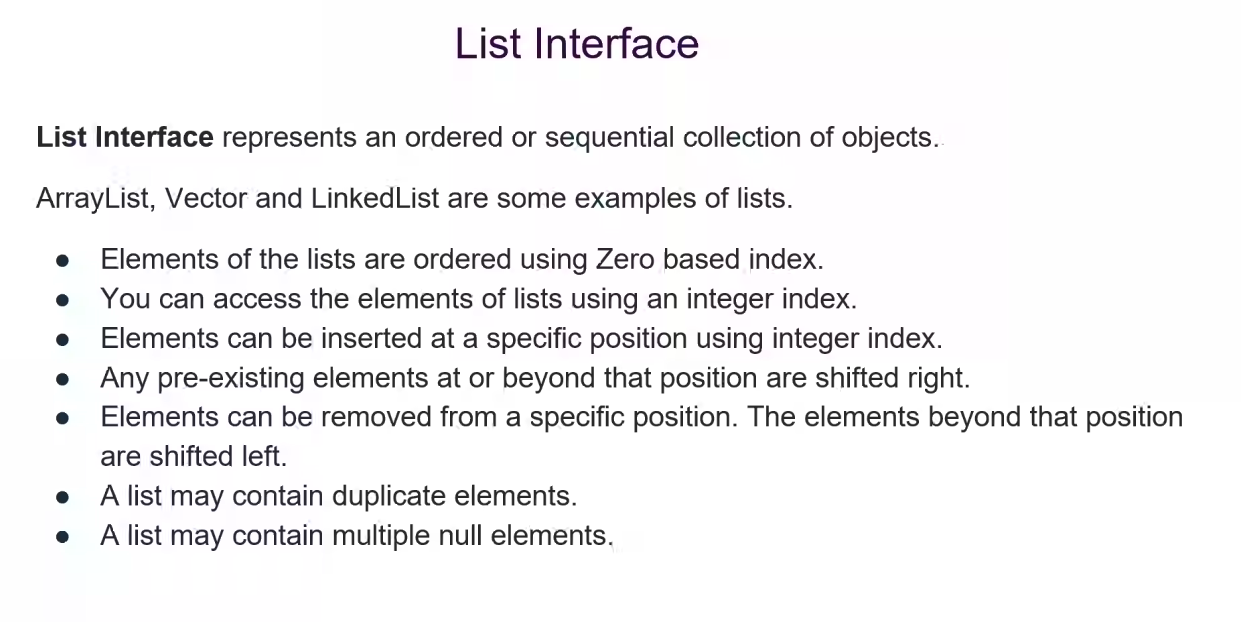 List Interface
List Interface represents an ordered or sequential collection of objects.
ArrayList, Vector and LinkedList are some examples of lists.
● Elements of the lists are ordered using Zero based index.
● You can access the elements of lists using an integer index.
● Elements can be inserted at a specific position using integer index.
● Any pre-existing elements at or beyond that position are shifted right.
● Elements can be removed from a specific position. The elements beyond that position
are shifted left.
● A list may contain duplicate elements.
● A list may contain multiple null elements.